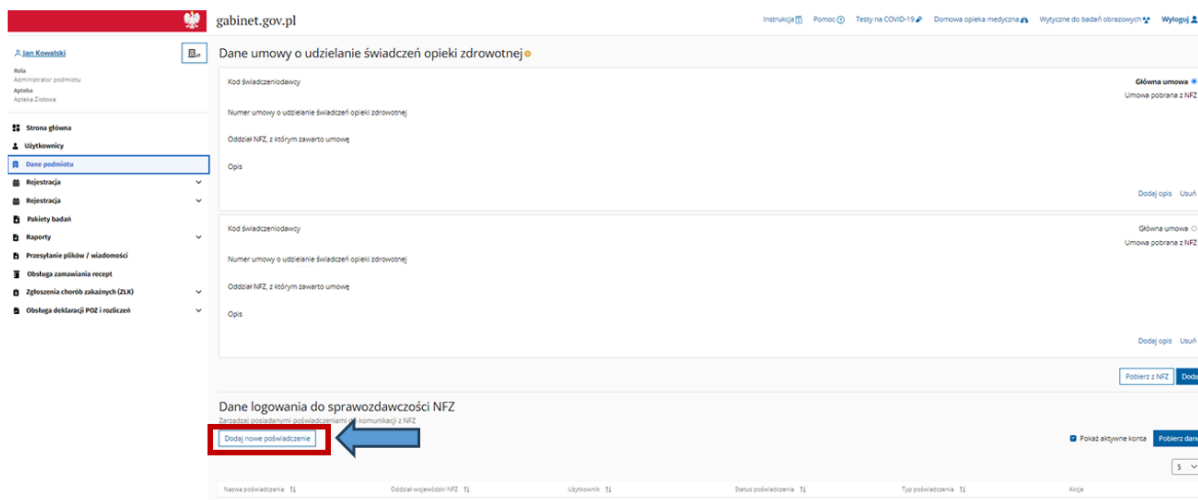 gabinet.gov.pl
Instrukcja Pomoc Testy na COVID-19 Domowa opieka medyczna Wytyczne do badań obrazowych Wyloguj
Jan Kowalski
Rola
Administrator podmiotu
Apteka
Apteka Ziołowa
Strona główna
Użytkownicy
Dane podmiotu
Rejestracja
Rejestracja
Pakiety badań
Raporty
Przesyłanie plików / wiadomości
Obsługa zamawiania recept
Zgłoszenia chorób zakaźnych (ZLK)
Obsługa deklaracji POZ i rozliczeń
Dane umowy o udzielanie świadczeń opieki zdrowotnej
Kod świadczeniodawcy
Główna umowa
Umowa pobrana z NFZ
Numer umowy o udzielanie świadczeń opieki zdrowotnej
Oddział NFZ, z którym zawarto umowę
Opis
Dodaj opis Usuń
Kod świadczeniodawcy
Główna umowa
Umowa pobrana z NFZ
Numer umowy o udzielanie świadczeń opieki zdrowotnej
Oddział NFZ, z którym zawarto umowę
Opis
Dodaj opis Usuń
Pobierz z NFZ Doda
Dane logowania do sprawozdawczości NFZ
Zarządzaj posiadanymi poświadczeniami do komunikacji z NFZ
Dodaj nowe poświadczenie
Pokaż aktywne konta Pobierz dane
5
Nazwa poświadczenia Oddział wojewódzki NFZ Użytkownik Status poświadczenia Typ poświadczenia Akcje